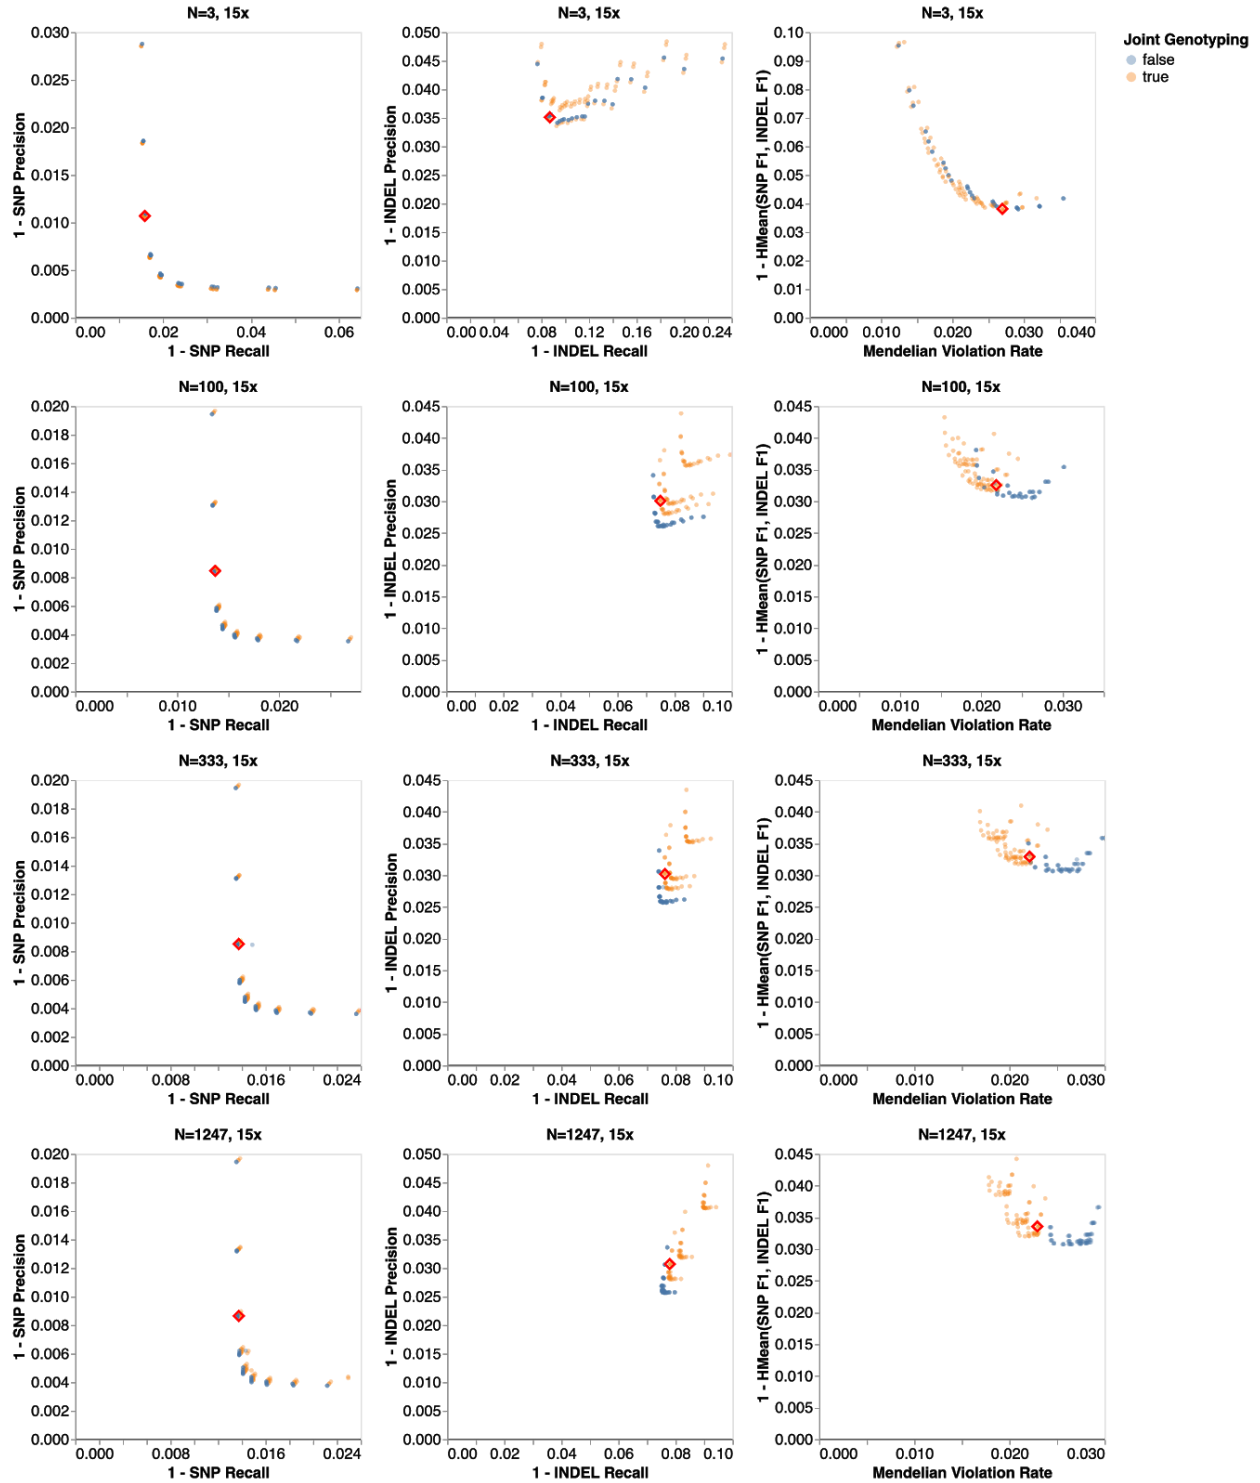 N=3, 15x
0.030
0.025
0.020
0.015
0.010
0.005
0.000
1 - SNP Precision
0.00 0.02 0.04 0.06
1 - SNP Recall
N=3, 15x
0.050
0.045
0.040
0.035
0.030
0.025
0.020
0.015
0.010
0.005
0.000
1 - INDEL Precision
0.00 0.04 0.08 0.12 0.16 0.20 0.24
1 - INDEL Recall
N=3, 15x
0.10
0.09
0.08
0.07
0.06
0.05
0.04
0.03
0.02
0.01
0.00
1 - HMean(SNP F1, INDEL F1)
0.000 0.010 0.020 0.030 0.040
Mendelian Violation Rate
Joint Genotyping
false
true
N=100, 15x
0.020
0.018
0.016
0.014
0.012
0.010
0.008
0.006
0.004
0.002
0.000
1 - SNP Precision
0.000 0.010 0.020
1 - SNP Recall
N=100, 15x
0.045
0.040
0.035
0.030
0.025
0.020
0.015
0.010
0.005
0.000
1 - INDEL Precision
0.00 0.02 0.04 0.06 0.08 0.10
1 - INDEL Recall
N=100, 15x
0.045
0.040
0.035
0.030
0.025
0.020
0.015
0.010
0.005
0.000
1 - HMean(SNP F1, INDEL F1)
0.000 0.010 0.020 0.030
Mendelian Violation Rate
N=333, 15x
0.020
0.018
0.016
0.014
0.012
0.010
0.008
0.006
0.004
0.002
0.000
1 - SNP Precision
0.000 0.008 0.016 0.024
1 - SNP Recall
N=333, 15x
0.045
0.040
0.035
0.030
0.025
0.020
0.015
0.010
0.005
0.000
1 - INDEL Precision
0.00 0.02 0.04 0.06 0.08 0.10
1 - INDEL Recall
N=333, 15x
0.045
0.040
0.035
0.030
0.025
0.020
0.015
0.010
0.005
0.000
1 - HMean(SNP F1, INDEL F1)
0.000 0.010 0.020 0.030
Mendelian Violation Rate
N=1247, 15x
0.020
0.018
0.016
0.014
0.012
0.010
0.008
0.006
0.004
0.002
0.000
1 - SNP Precision
0.000 0.008 0.016 0.024
1 - SNP Recall
N=1247, 15x
0.050
0.045
0.040
0.035
0.030
0.025
0.020
0.015
0.010
0.005
0.000
1 - INDEL Precision
0.00 0.02 0.04 0.06 0.08 0.10
1 - INDEL Recall
N=1247, 15x
0.045
0.040
0.035
0.030
0.025
0.020
0.015
0.010
0.005
0.000
1 - HMean(SNP F1, INDEL F1)
0.000 0.010 0.020 0.030
Mendelian Violation Rate